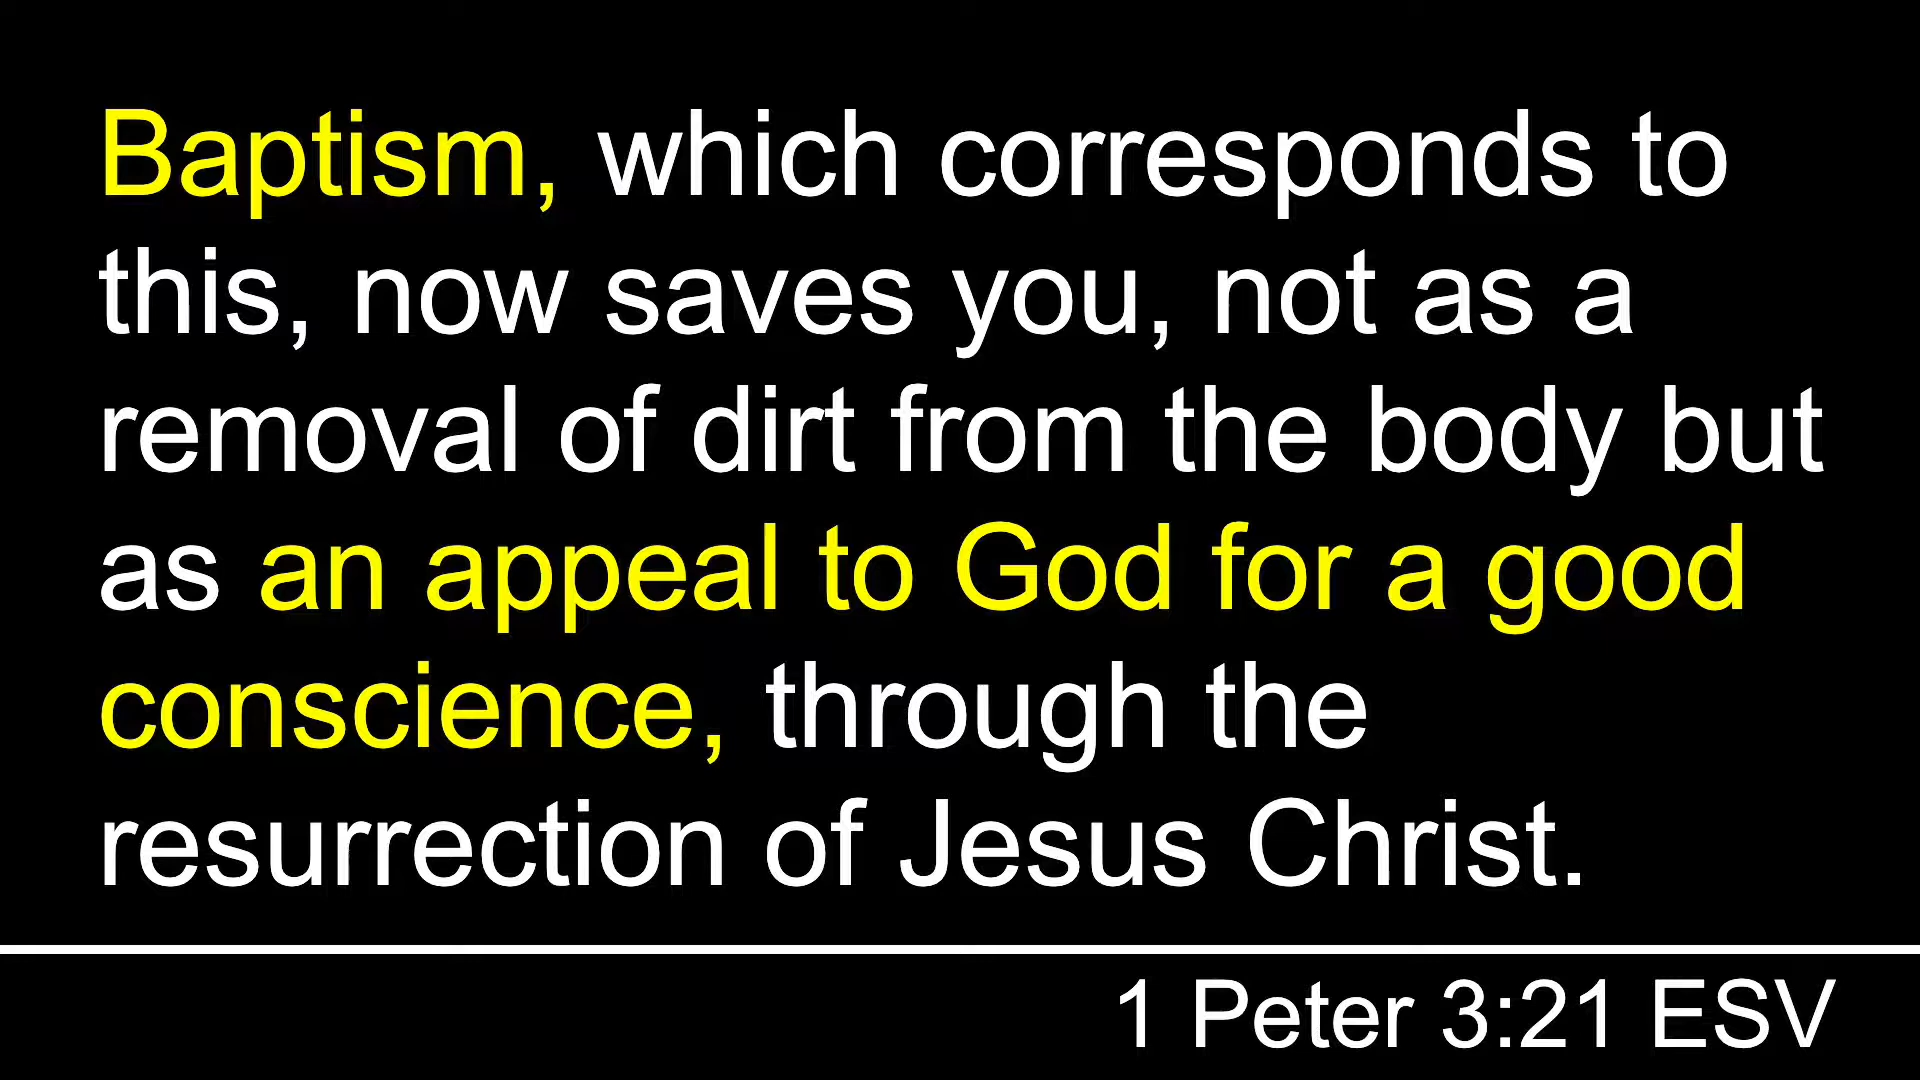 Baptism, which corresponds to
this, now saves you, not as a
removal of dirt from the body but
as an appeal to God for a good
conscience, through the
resurrection of Jesus Christ.
1 Peter 3:21 ESV